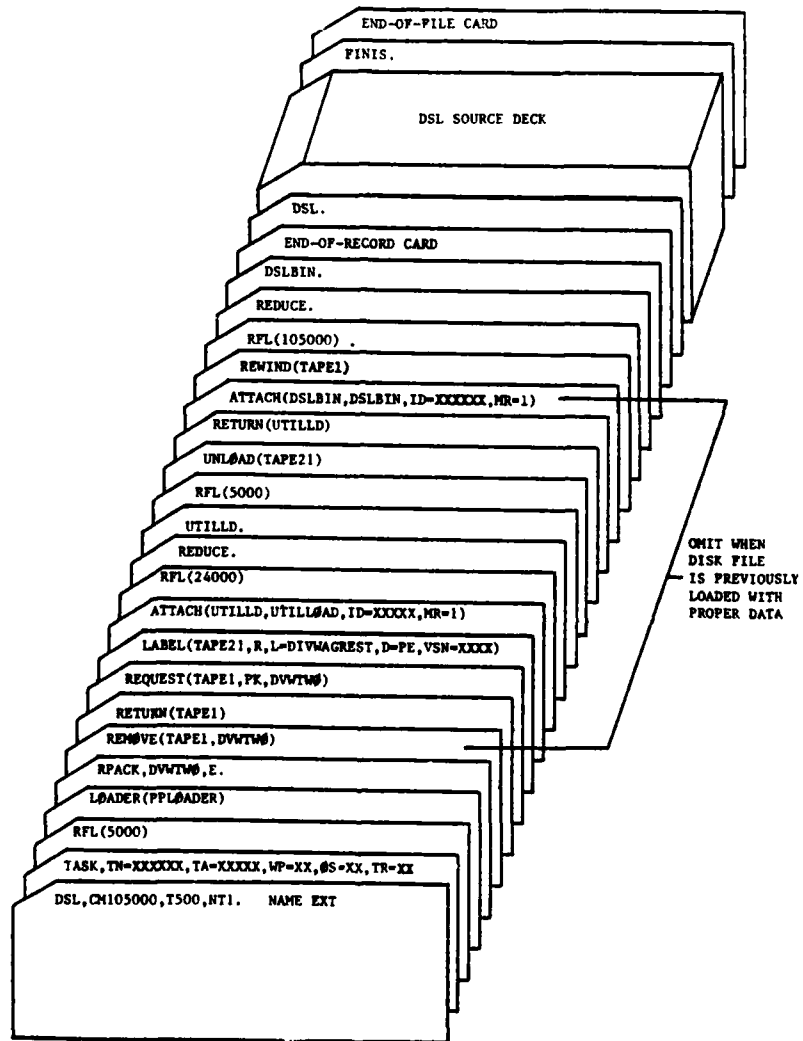 END-OF-FILE CARD
FINIS.
DSL SOURCE DECK
DSL.
END-OF-RECORD CARD
DSLBIN.
REDUCE.
RFL(105000) .
REWIND(TAPE1)
ATTACH(DSLBIN,DSLBIN,ID=XXXXXX,MR=1)
RETURN(UTILLD)
UNLØAD(TAPE21)
RFL(5000)
UTILLD.
REDUCE.
RFL(24000)
ATTACH(UTILLD,UTILLØAD,ID=XXXXX,MR=1)
LABEL(TAPE21,R,L=DIVWAGREST,D=PE,VSN=XXXX)
REQUEST(TAPE1,PK,DVWTWØ)
RETURN(TAPE1)
REMØVE(TAPE1,DVWTWØ)
RPACK,DVWTWØ,E.
LØADER(PPLØADER)
RFL(5000)
TASK,TN=XXXXXX,TA=XXXXX,WP=XX,ØS=XX,TR=XX
DSL,CM105000,T500,NT1. NAME EXT
OMIT WHEN
DISK FILE
IS PREVIOUSLY
LOADED WITH
PROPER DATA